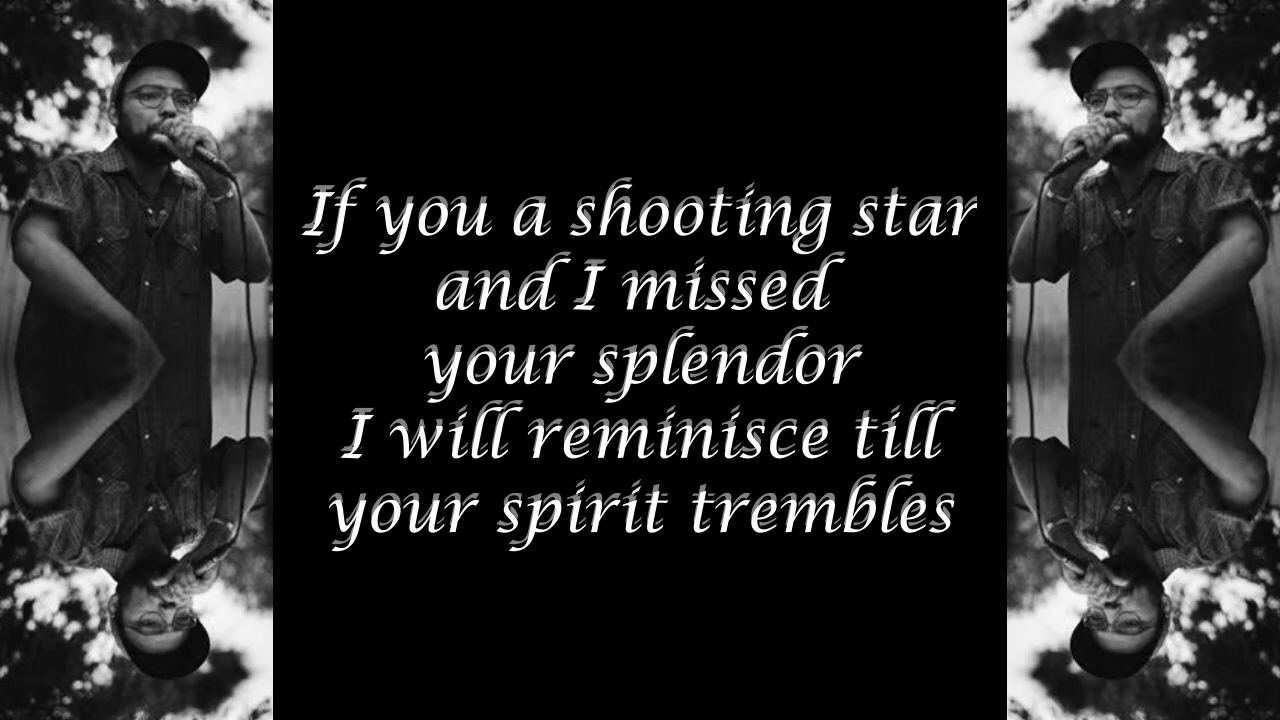 If you a shooting star
and I missed
your splendor
I will reminisce till
your spirit trembles